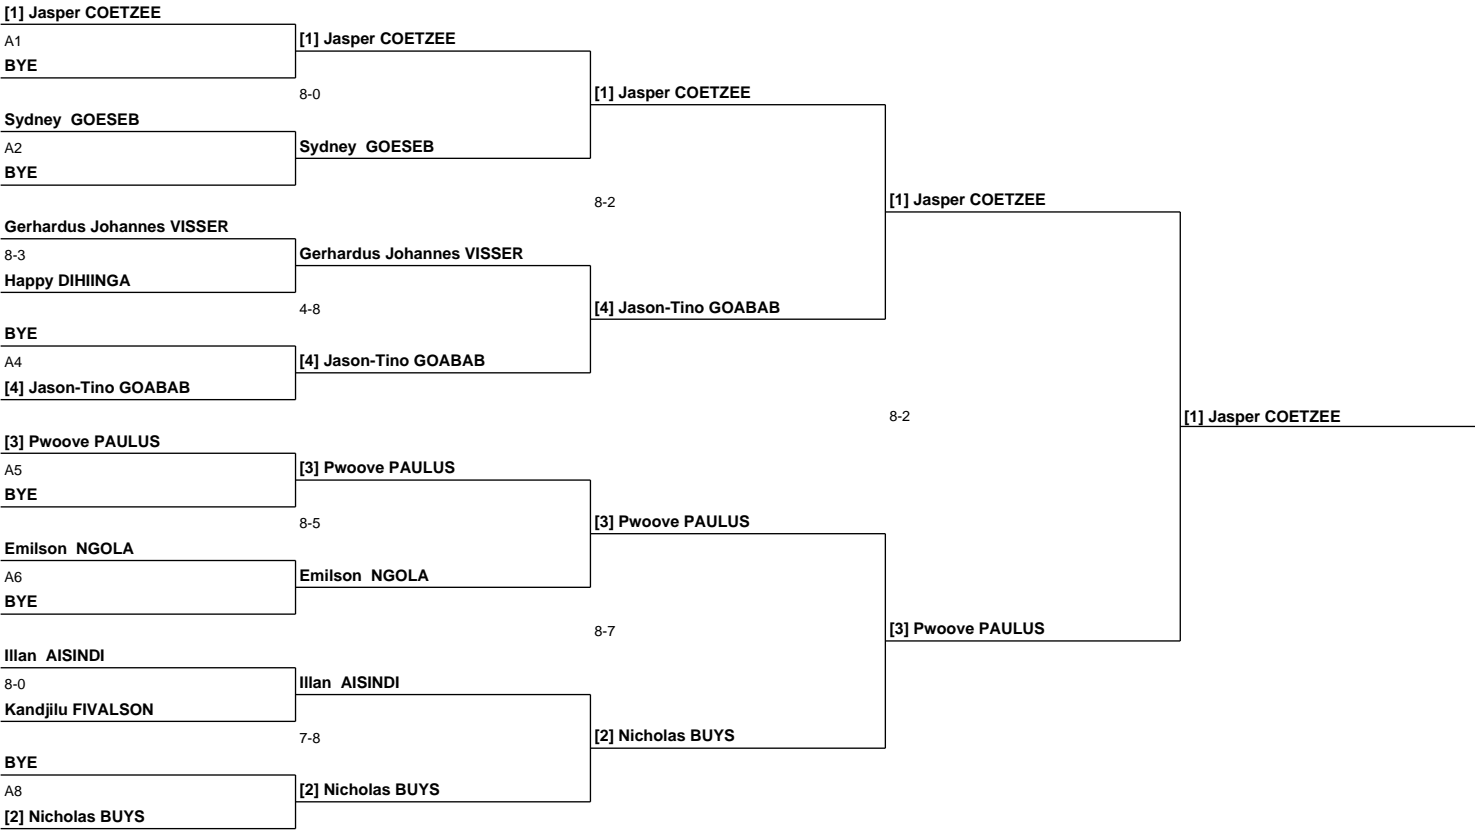 [1] Jasper COETZEE
A1
BYE
[1] Jasper COETZEE
8-0
Sydney GOESEB
A2
BYE
Sydney GOESEB
[1] Jasper COETZEE
8-2
Gerhardus Johannes VISSER
8-3
Happy DIHIINGA
Gerhardus Johannes VISSER
4-8
BYE
A4
[4] Jason-Tino GOABAB
[4] Jason-Tino GOABAB
[4] Jason-Tino GOABAB
[1] Jasper COETZEE
8-2
[3] Pwoove PAULUS
A5
BYE
[3] Pwoove PAULUS
8-5
Emilson NGOLA
A6
BYE
Emilson NGOLA
[3] Pwoove PAULUS
8-7
Illan AISINDI
8-0
Kandjilu FIVALSON
Illan AISINDI
7-8
BYE
A8
[2] Nicholas BUYS
[2] Nicholas BUYS
[2] Nicholas BUYS
[3] Pwoove PAULUS
[1] Jasper COETZEE